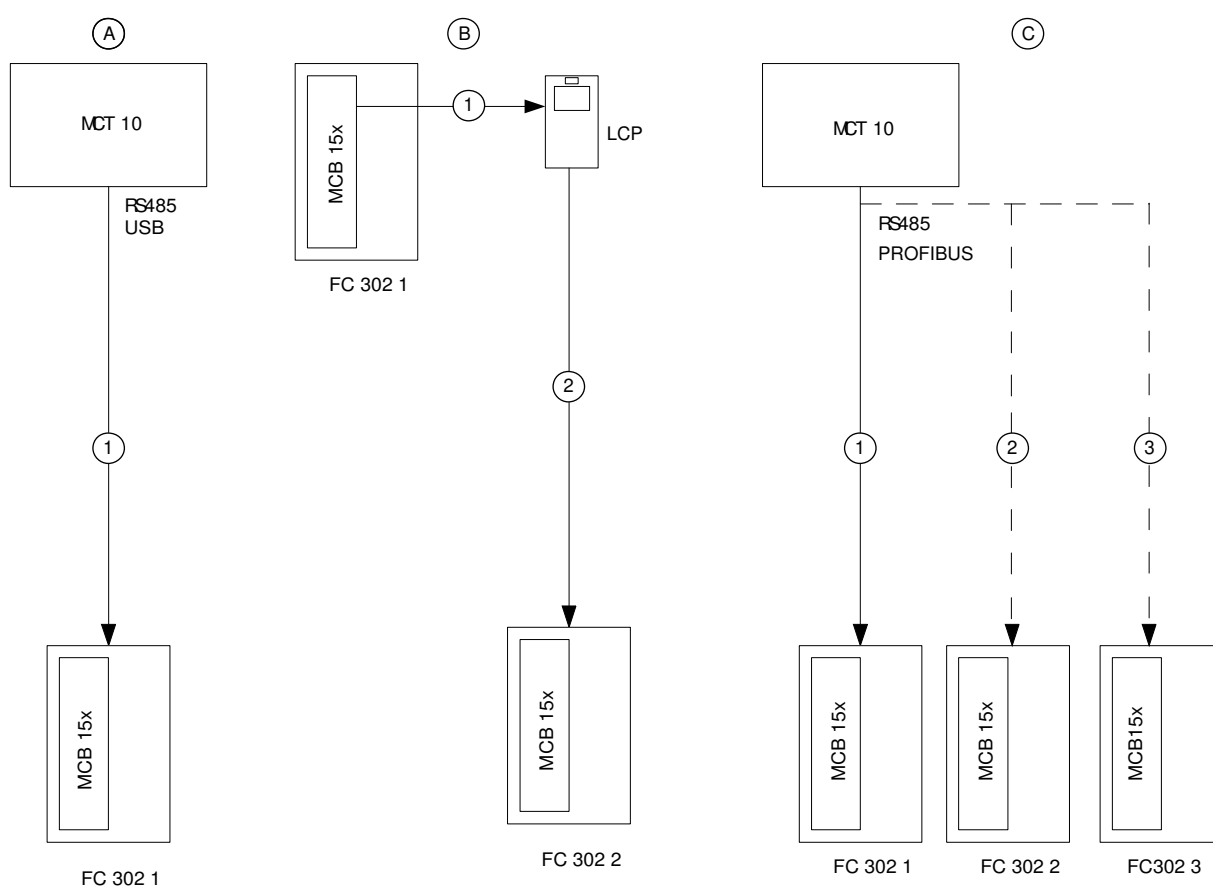 A
MCT 10
RS485
USB
1
MCB 15x
FC 302 1
B
MCB 15x
FC 302 1
1
LCP
2
MCB 15x
FC 302 2
C
MCT 10
RS485
PROFIBUS
1
2
3
MCB 15x
MCB 15x
MCB15x
FC 302 1
FC 302 2
FC302 3